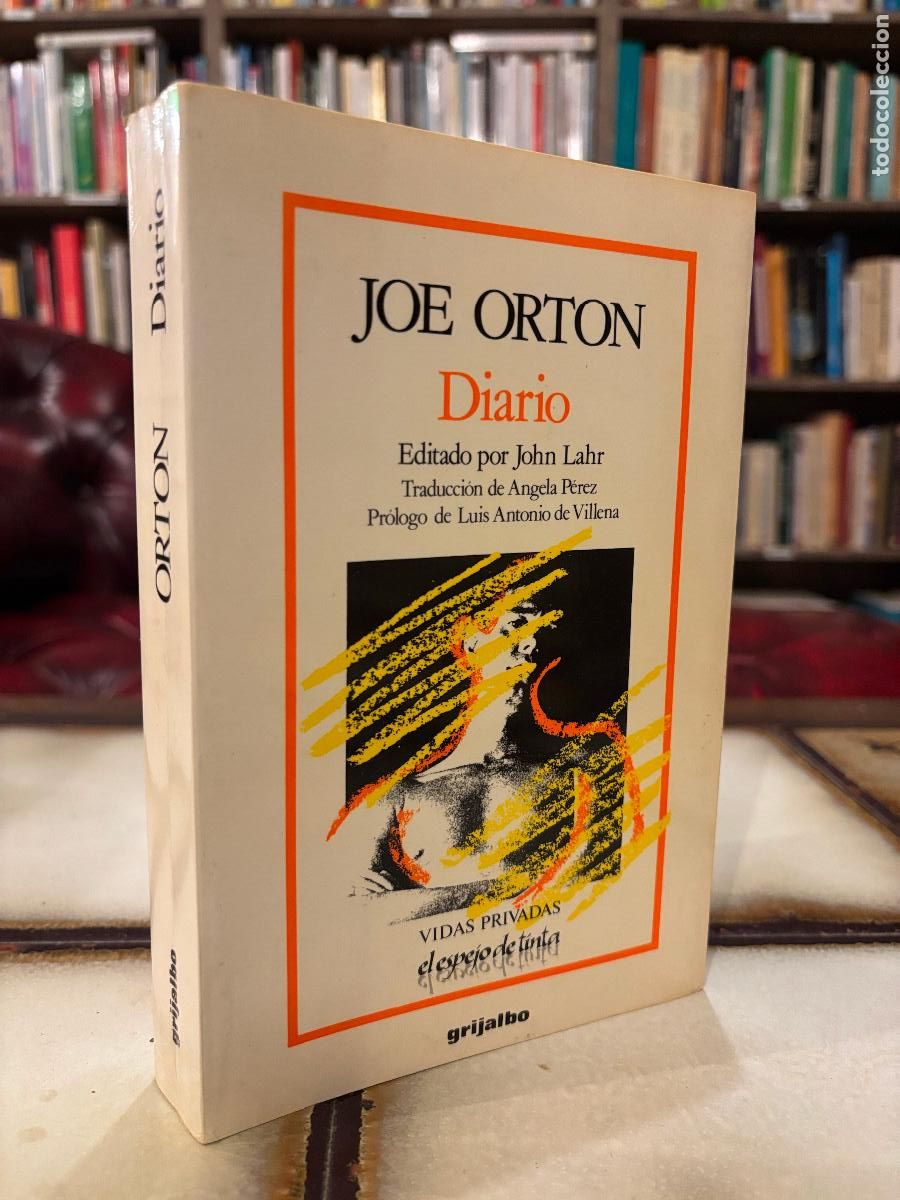 JOE ORTON
Diario
Editado por John Lahr
Traducción de Angela Pérez
Prólogo de Luis Antonio de Villena
VIDAS PRIVADAS
el espejo de tinta
grijalbo
ORTON Diario
grijalbo
todocoleccion